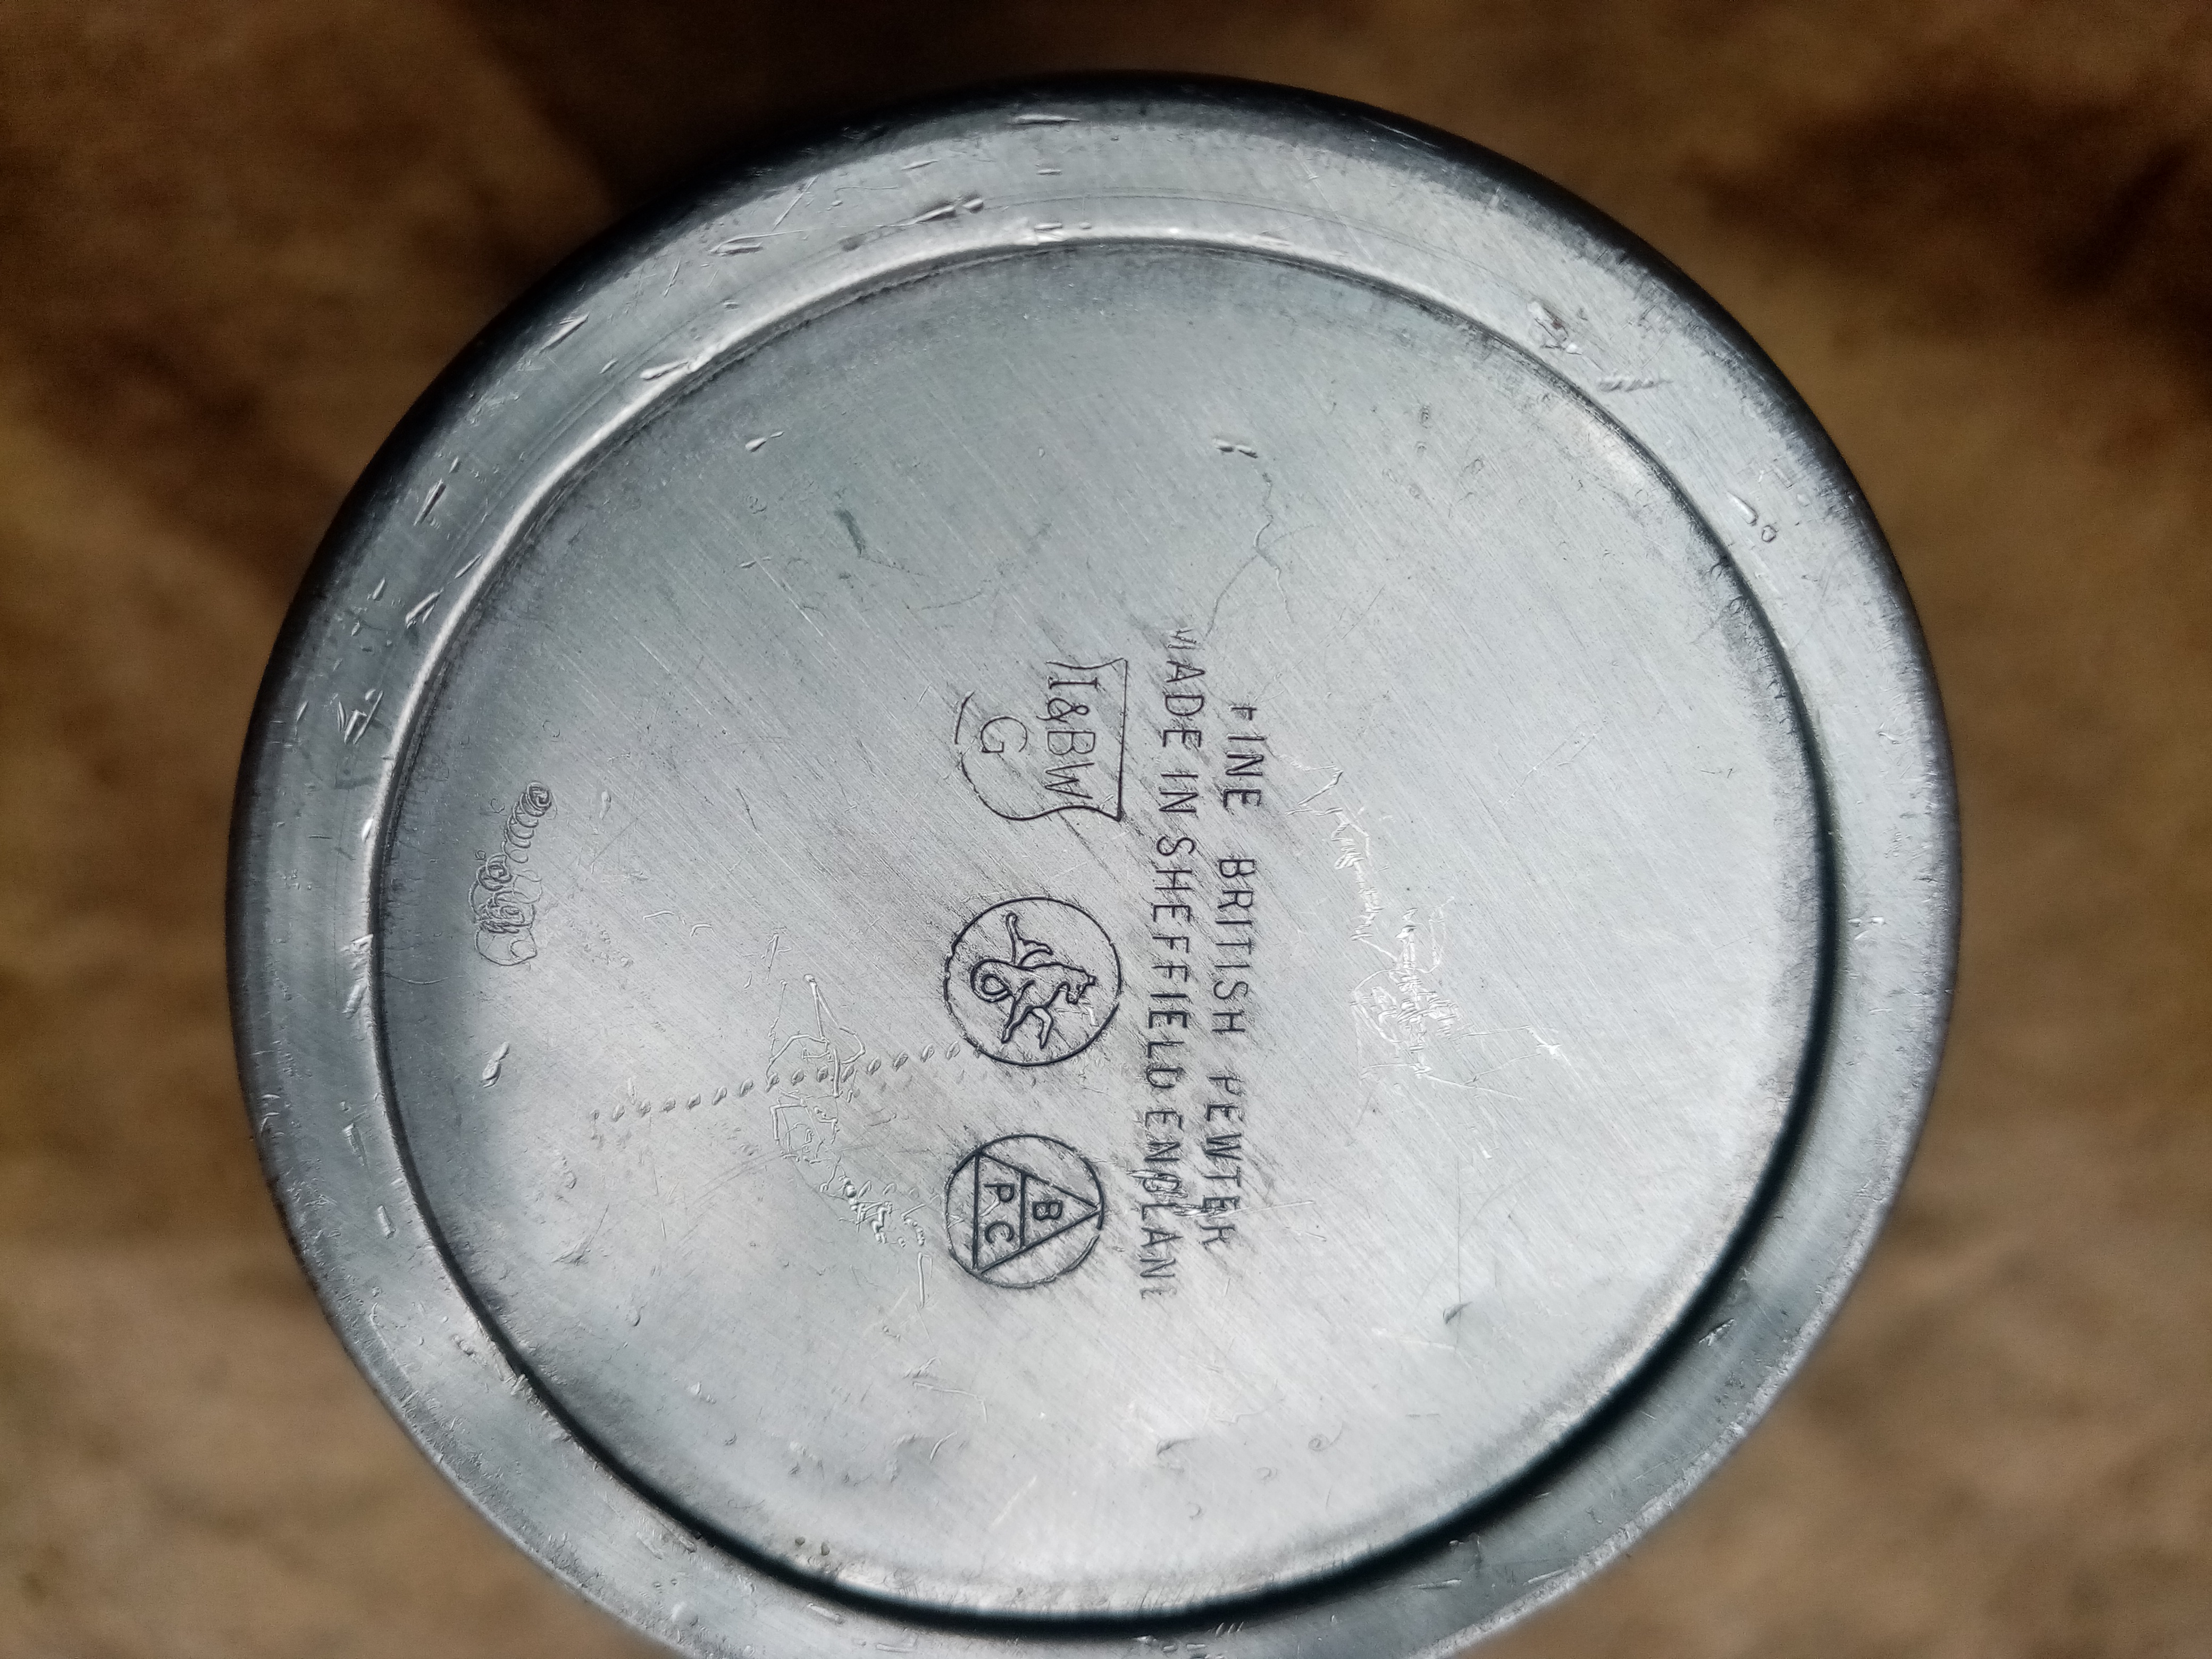 FINE BRITISH PEWTER
MADE IN SHEFFIELD ENGLAND
I&BW
G
B
PC